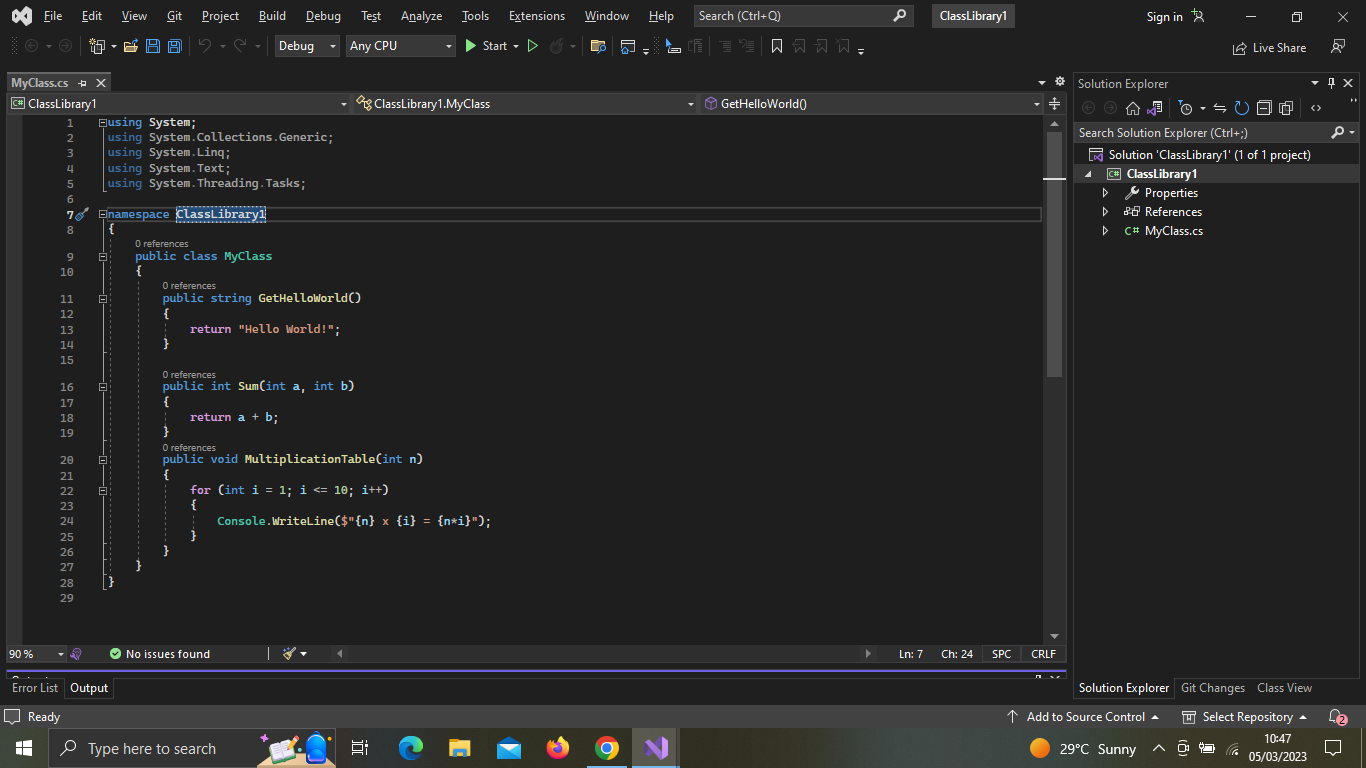 File Edit View Git Project Build Debug Test Analyze Tools Extensions Window Help Search (Ctrl+Q) ClassLibrary1 Sign in
Debug Any CPU Start Live Share
MyClass.cs
C# ClassLibrary1 ClassLibrary1.MyClass GetHelloWorld()
1 using System;
2 using System.Collections.Generic;
3 using System.Linq;
4 using System.Text;
5 using System.Threading.Tasks;
6
7 namespace ClassLibrary1
8 {
0 references
9 public class MyClass
10 {
0 references
11 public string GetHelloWorld()
12 {
13 return "Hello World!";
14 }
15
0 references
16 public int Sum(int a, int b)
17 {
18 return a + b;
19 }
0 references
20 public void MultiplicationTable(int n)
21 {
22 for (int i = 1; i <= 10; i++)
23 {
24 Console.WriteLine($"{n} x {i} = {n*i}");
25 }
26 }
27 }
28 }
29
90 % No issues found Ln: 7 Ch: 24 SPC CRLF
Error List Output
Solution Explorer
Search Solution Explorer (Ctrl+;)
Solution 'ClassLibrary1' (1 of 1 project)
C# ClassLibrary1
Properties
References
C# MyClass.cs
Solution Explorer Git Changes Class View
Ready Add to Source Control Select Repository 2
Type here to search 29°C Sunny 10:47
05/03/2023